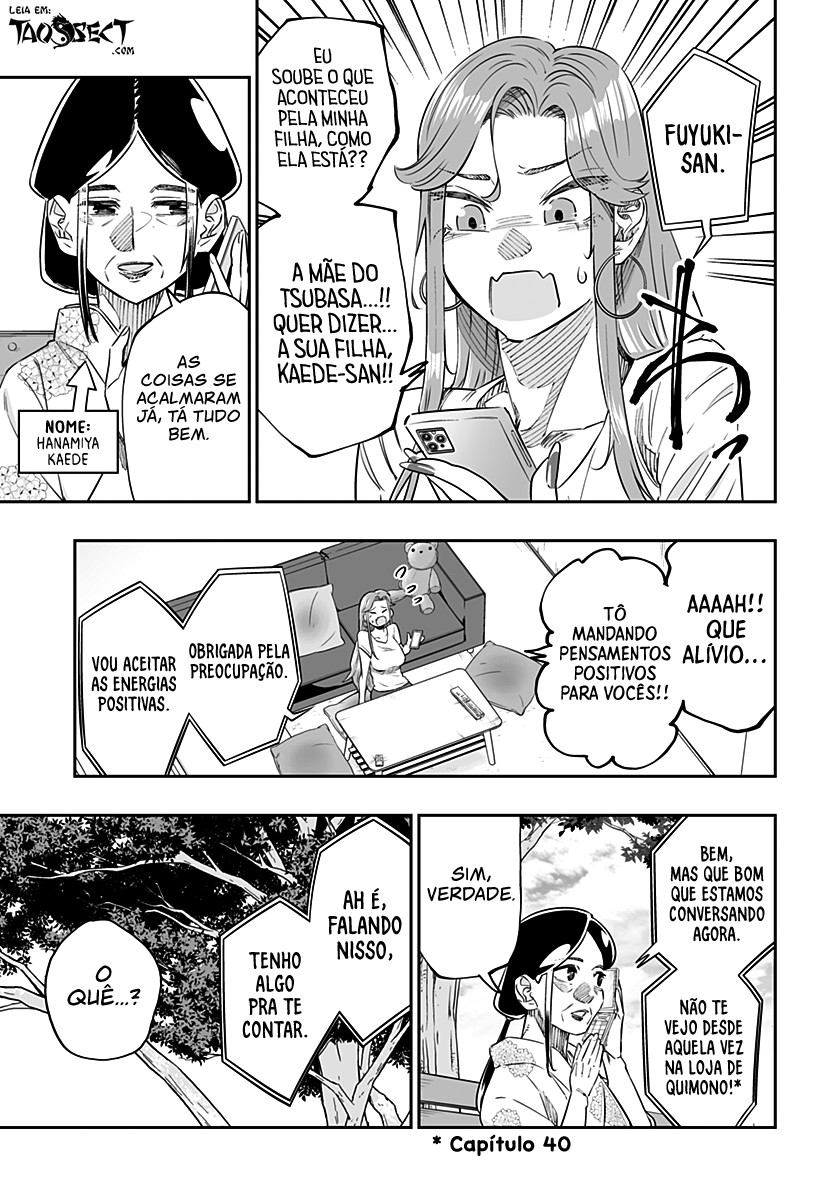 LEIA EM:
TAOSSECT
.COM
FUYUKI-
SAN.
EU
SOUBE O QUE
ACONTECEU
PELA MINHA
FILHA, COMO
ELA ESTÁ??
A MÃE DO
TSUBASA...!!
QUER DIZER...
A SUA FILHA,
KAEDE-SAN!!
AS
COISAS SE
ACALMARAM
JÁ, TÁ TUDO
BEM.
NOME:
HANAMIYA
KAEDE
AAAAH!!
QUE
ALÍVIO...
TÔ
MANDANDO
PENSAMENTOS
POSITIVOS
PARA VOCÊS!!
OBRIGADA PELA
PREOCUPAÇÃO.
VOU ACEITAR
AS ENERGIAS
POSITIVAS.
BEM,
MAS QUE BOM
QUE ESTAMOS
CONVERSANDO
AGORA.
NÃO TE
VEJO DESDE
AQUELA VEZ
NA LOJA DE
QUIMONO!*
SIM,
VERDADE.
AH É,
FALANDO
NISSO,
TENHO
ALGO
PRA TE
CONTAR.
O
QUÊ...?
* Capítulo 40